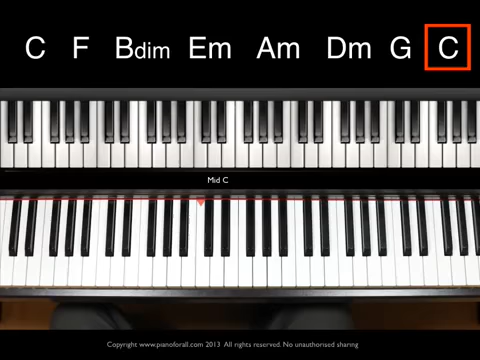 C F Bdim Em Am Dm G C
Mid C
Copyright www.pianoforall.com 2013 All rights reserved. No unauthorised sharing